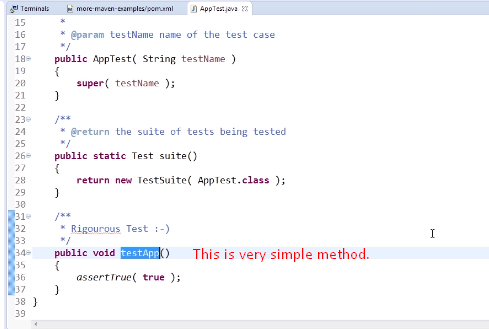 Terminals more-maven-examples/pom.xml AppTest.java
15 *
16 * @param testName name of the test case
17 */
18 public AppTest( String testName )
19 {
20 super( testName );
21 }
22
23 /**
24 * @return the suite of tests being tested
25 */
26 public static Test suite()
27 {
28 return new TestSuite( AppTest.class );
29 }
30
31 /**
32 * Rigourous Test :-)
33 */
34 public void testApp() This is very simple method.
35 {
36 assertTrue( true );
37 }
38 }
39